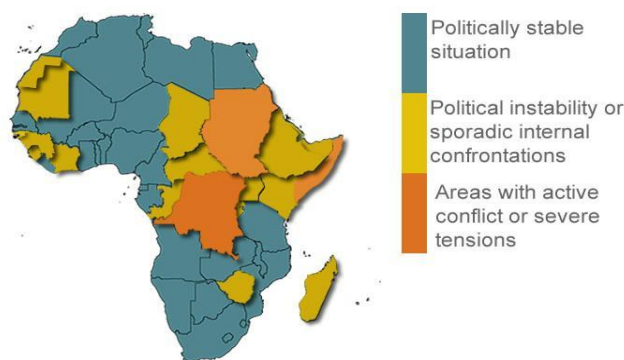 Politically stable
situation
Political instability or
sporadic internal
confrontations
Areas with active
conflict or severe
tensions